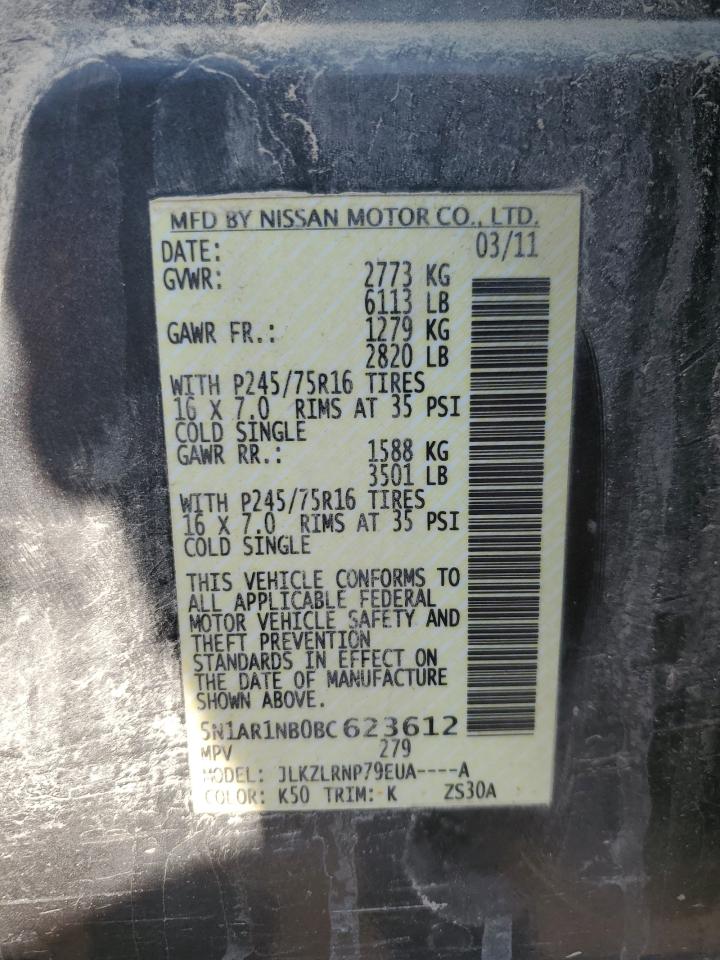 MFD BY NISSAN MOTOR CO., LTD.
DATE: 03/11
GVWR: 2773 KG
6113 LB
GAWR FR.: 1279 KG
2820 LB
WITH P245/75R16 TIRES
16 X 7.0 RIMS AT 35 PSI
COLD SINGLE
GAWR RR.: 1588 KG
3501 LB
WITH P245/75R16 TIRES
16 X 7.0 RIMS AT 35 PSI
COLD SINGLE
THIS VEHICLE CONFORMS TO
ALL APPLICABLE FEDERAL
MOTOR VEHICLE SAFETY AND
THEFT PREVENTION
STANDARDS IN EFFECT ON
THE DATE OF MANUFACTURE
SHOWN ABOVE.
5N1AR1NB0BC 623612
MPV 279
MODEL: JLKZLRNP79EUA----A
COLOR: K50 TRIM: K ZS30A